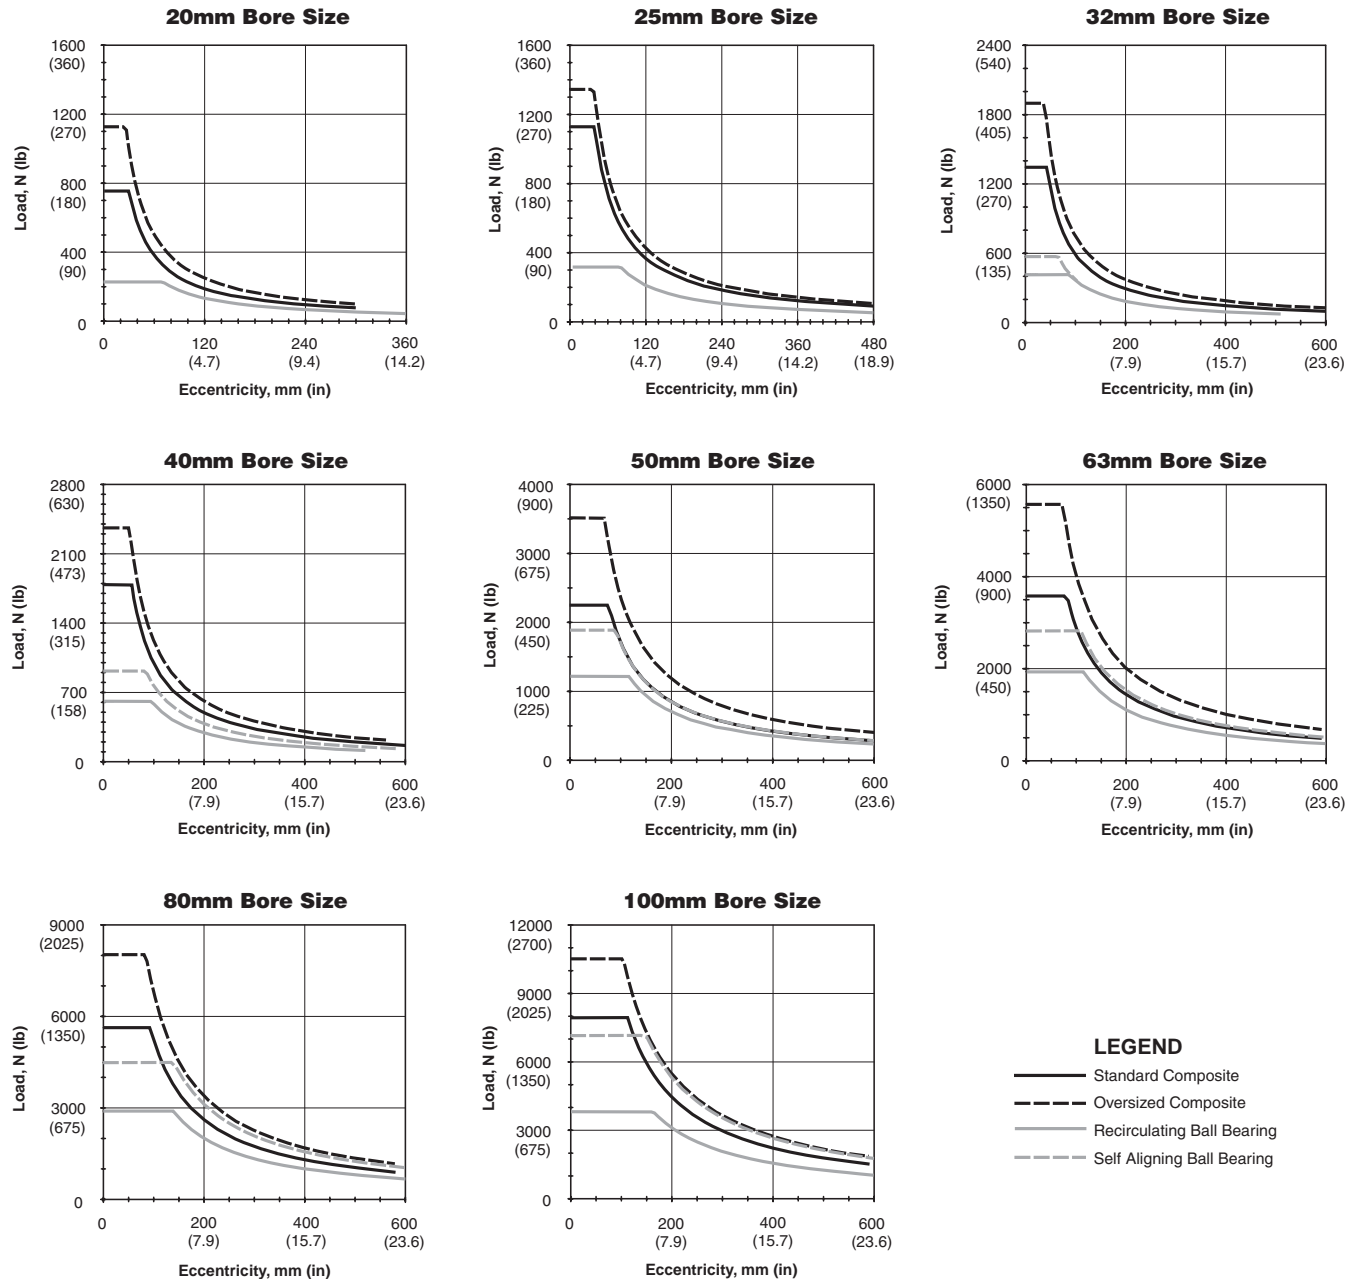 20mm Bore Size
1600
(360)
1200
(270)
800
(180)
400
(90)
0
Load, N (lb)
0 120 240 360
(4.7) (9.4) (14.2)
Eccentricity, mm (in)
25mm Bore Size
1600
(360)
1200
(270)
800
(180)
400
(90)
0
Load, N (lb)
0 120 240 360 480
(4.7) (9.4) (14.2) (18.9)
Eccentricity, mm (in)
32mm Bore Size
2400
(540)
1800
(405)
1200
(270)
600
(135)
0
Load, N (lb)
0 200 400 600
(7.9) (15.7) (23.6)
Eccentricity, mm (in)
40mm Bore Size
2800
(630)
2100
(473)
1400
(315)
700
(158)
0
Load, N (lb)
0 200 400 600
(7.9) (15.7) (23.6)
Eccentricity, mm (in)
50mm Bore Size
4000
(900)
3000
(675)
2000
(450)
1000
(225)
0
Load, N (lb)
0 200 400 600
(7.9) (15.7) (23.6)
Eccentricity, mm (in)
63mm Bore Size
6000
(1350)
4000
(900)
2000
(450)
0
Load, N (lb)
0 200 400 600
(7.9) (15.7) (23.6)
Eccentricity, mm (in)
80mm Bore Size
9000
(2025)
6000
(1350)
3000
(675)
0
Load, N (lb)
0 200 400 600
(7.9) (15.7) (23.6)
Eccentricity, mm (in)
100mm Bore Size
12000
(2700)
9000
(2025)
6000
(1350)
3000
(675)
0
Load, N (lb)
0 200 400 600
(7.9) (15.7) (23.6)
Eccentricity, mm (in)
LEGEND
Standard Composite
Oversized Composite
Recirculating Ball Bearing
Self Aligning Ball Bearing